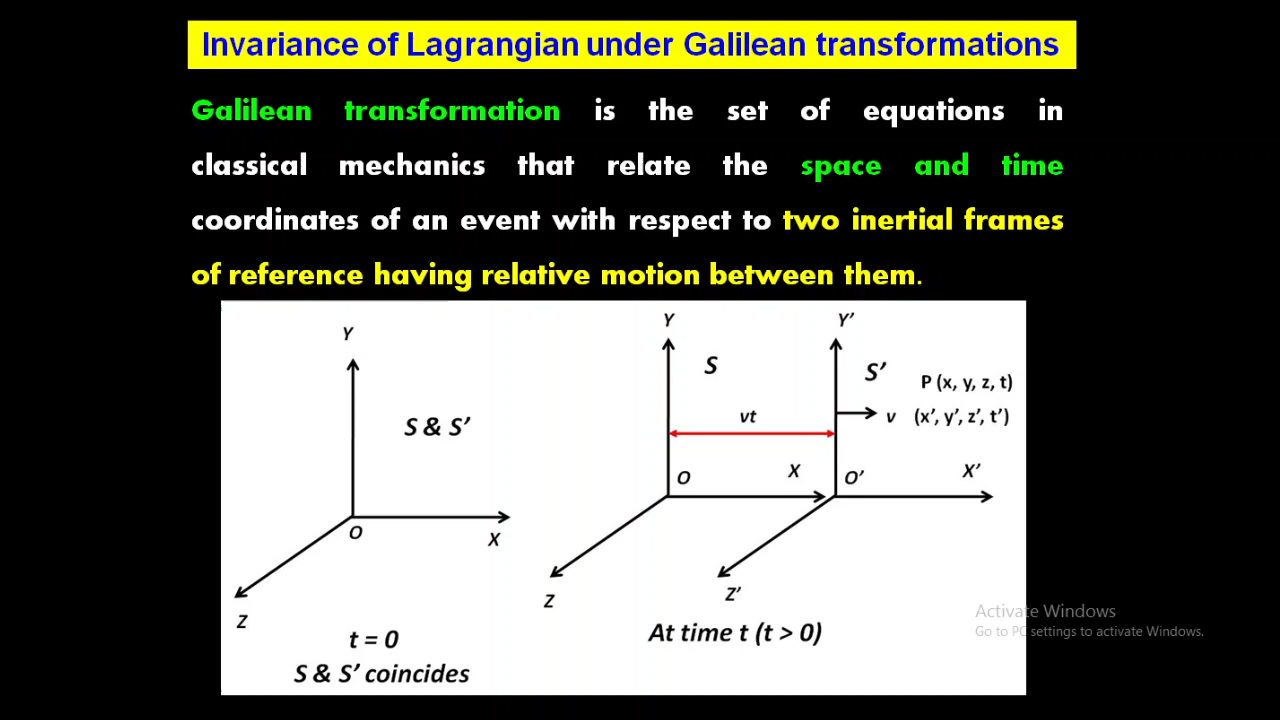 Invariance of Lagrangian under Galilean transformations
Galilean transformation is the set of equations in
classical mechanics that relate the space and time
coordinates of an event with respect to two inertial frames
of reference having relative motion between them.
Y
S & S’
O
X
Z
t = 0
S & S’ coincides
Y
Y’
S
S’
P (x, y, z, t)
vt
v
(x’, y’, z’, t’)
O
X
O’
X’
Z
Z’
At time t (t > 0)
Activate Windows
Go to PC settings to activate Windows.